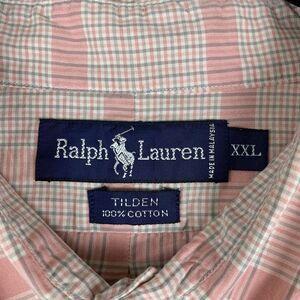 Ralph Lauren
MADE IN MALAYSIA
XXL
TILDEN
100% COTTON